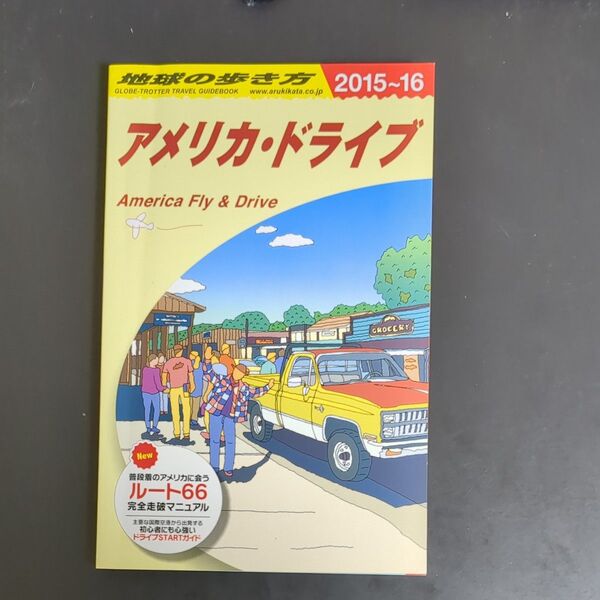 地球の歩き方
GLOBE-TROTTER TRAVEL GUIDEBOOK
www.arukikata.co.jp
2015~16
アメリカ・ドライブ
America Fly & Drive
GROCERY
New
普段着のアメリカに会う
ルート66
完全走破マニュアル
主要な国際空港から出発する
初心者にも心強い
ドライブSTARTガイド